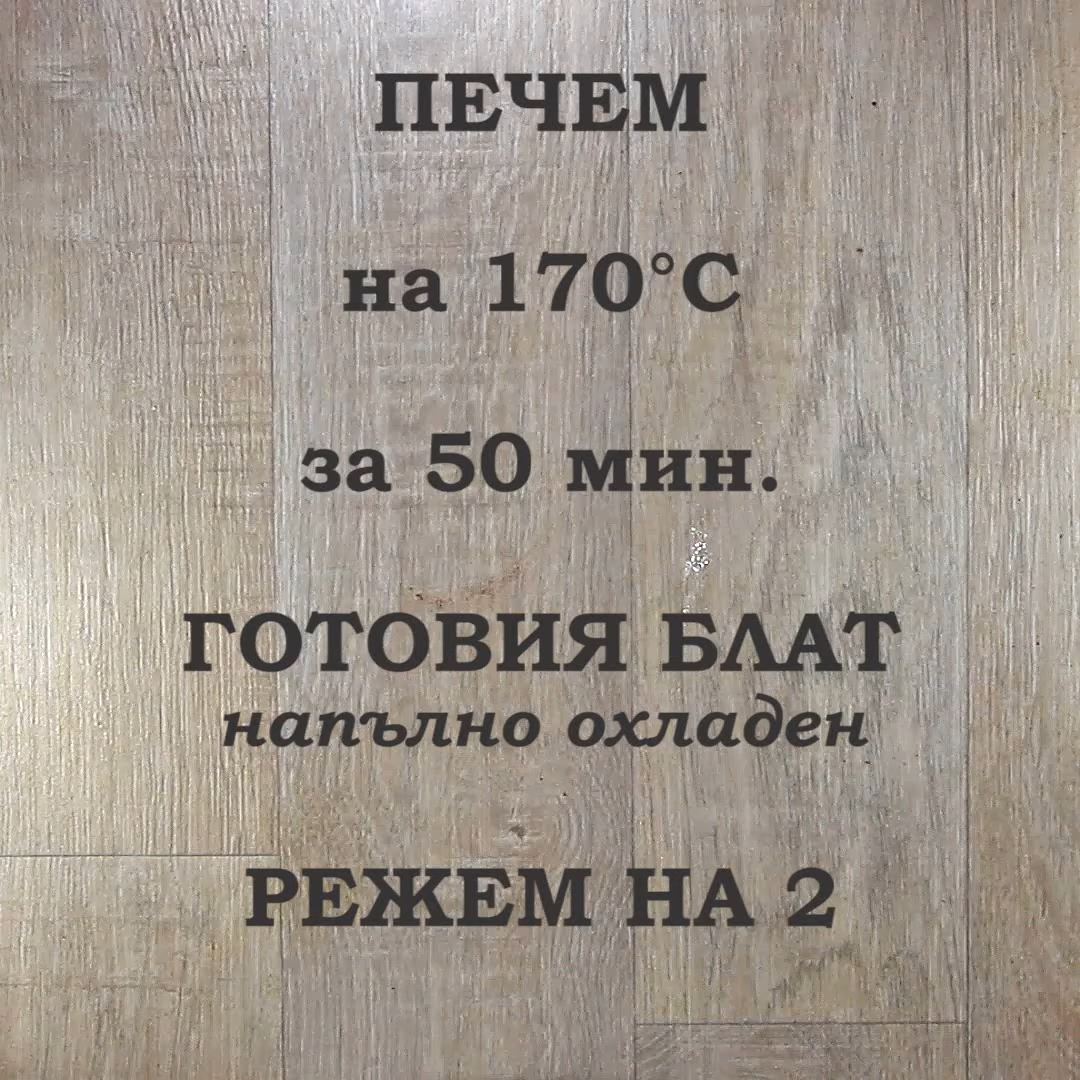 ПЕЧЕМ
на 170°C
за 50 мин.
ГОТОВИЯ БЛАТ
напълно охладен
РЕЖЕМ НА 2